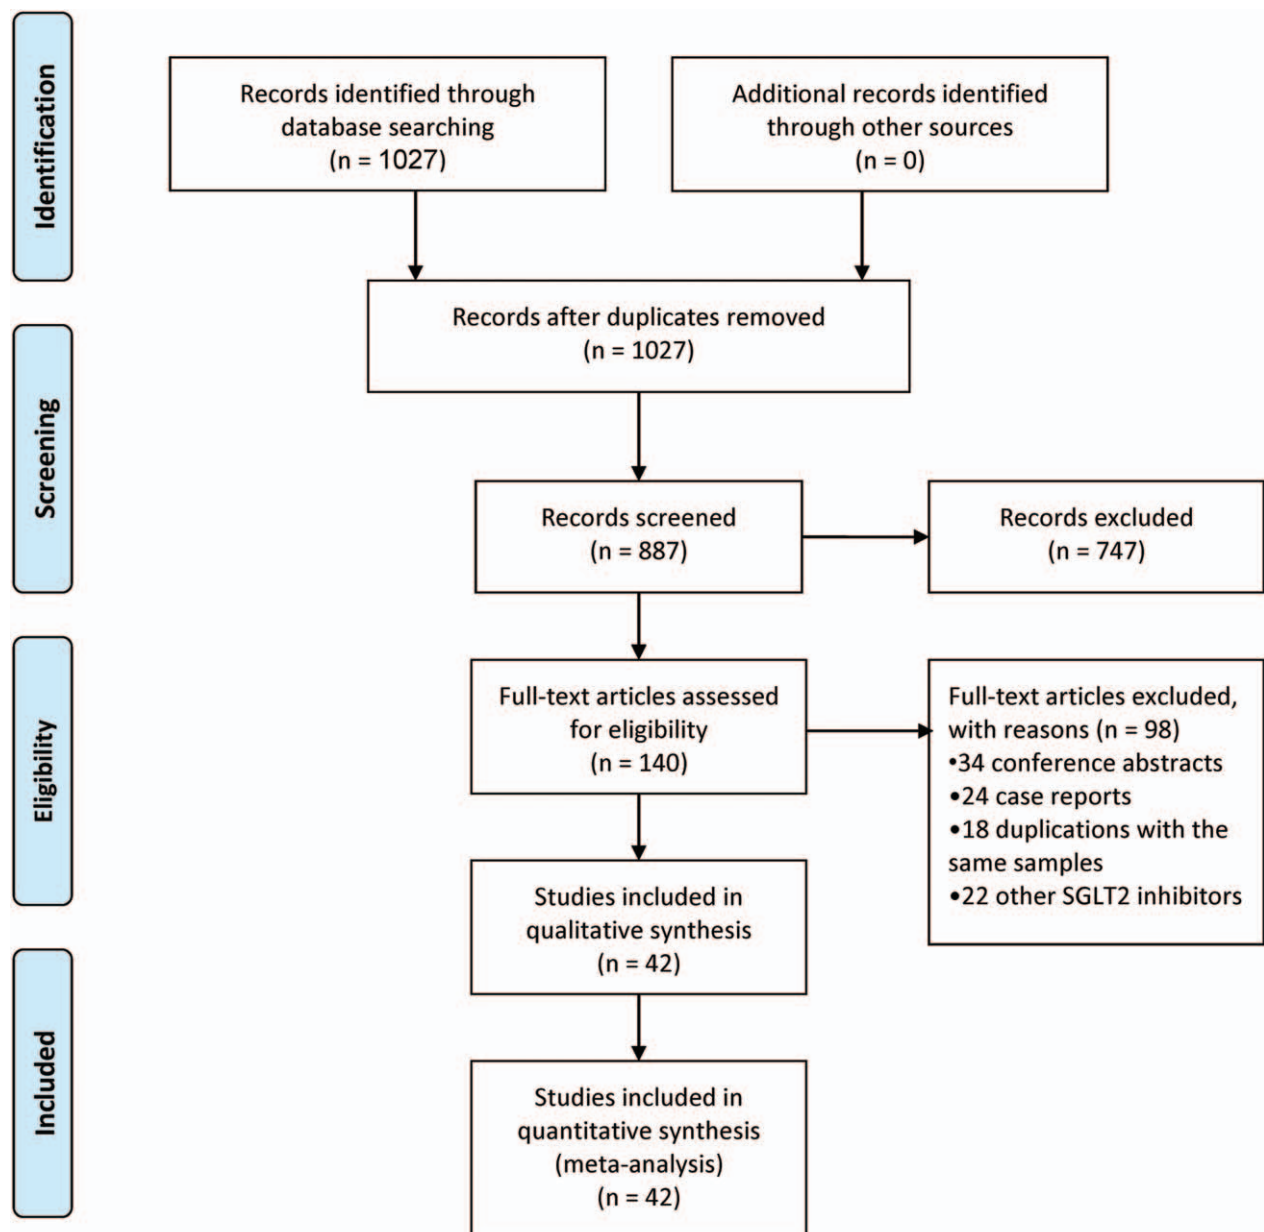 Identification
Records identified through
database searching
(n = 1027)
Additional records identified
through other sources
(n = 0)
Records after duplicates removed
(n = 1027)
Screening
Records screened
(n = 887)
Records excluded
(n = 747)
Eligibility
Full-text articles assessed
for eligibility
(n = 140)
Full-text articles excluded,
with reasons (n = 98)
•34 conference abstracts
•24 case reports
•18 duplications with the
same samples
•22 other SGLT2 inhibitors
Studies included in
qualitative synthesis
(n = 42)
Included
Studies included in
quantitative synthesis
(meta-analysis)
(n = 42)